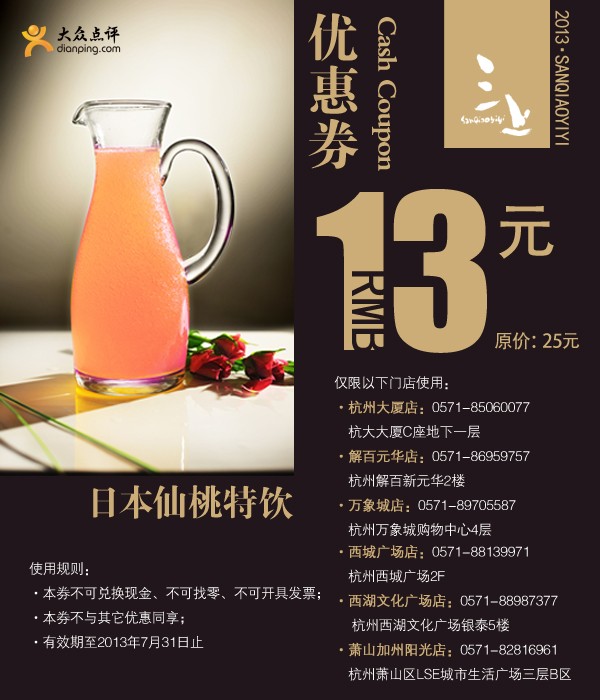 大众点评
dianping.com
优惠券
Cash Coupon
三上
sanqiaoyiyi
2013·SANQIAOYIYI
13元
RMB
原价：25元
仅限以下门店使用：
·杭州大厦店：0571-85060077
杭大大厦C座地下一层
·解百元华店：0571-86959757
杭州解百新元华2楼
·万象城店：0571-89705587
杭州万象城购物中心4层
·西城广场店：0571-88139971
杭州西城广场2F
·西湖文化广场店：0571-88987377
杭州西湖文化广场银泰5楼
·萧山加州阳光店：0571-82816961
杭州萧山区LSE城市生活广场三层B区
日本仙桃特饮
使用规则：
·本券不可兑换现金、不可找零、不可开具发票；
·本券不与其它优惠同享；
·有效期至2013年7月31日止